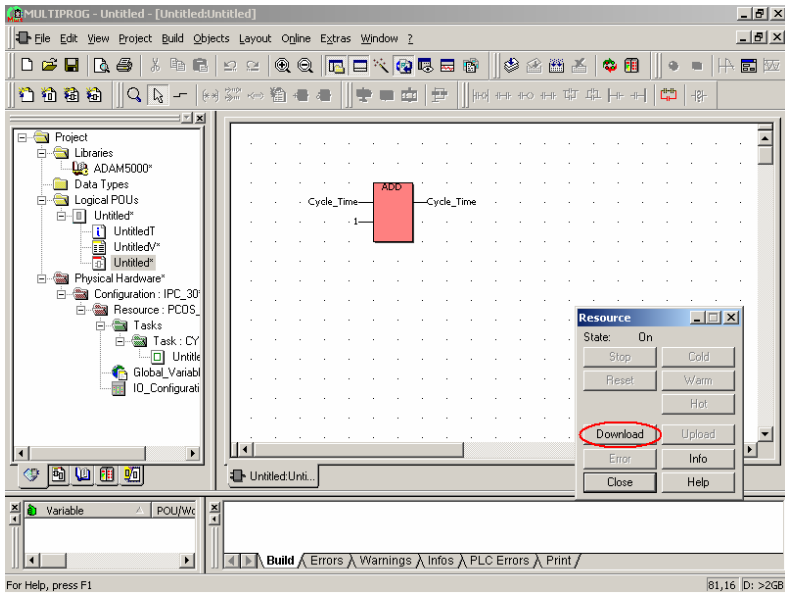 MULTIPROG - Untitled - [Untitled:Untitled]
File Edit View Project Build Objects Layout Online Extras Window ?
Project
Libraries
ADAM5000*
Data Types
Logical POUs
Untitled*
UntitledT
UntitledV*
Untitled*
Physical Hardware*
Configuration : IPC_30
Resource : PCOS_
Tasks
Task : CY
Untitle
Global_Variabl
IO_Configurati
ADD
Cycle_Time
Cycle_Time
1
Untitled:Unti...
Resource
State: On
Stop Cold
Reset Warm
Hot
Download Upload
Error Info
Close Help
Variable POU/Wo
Build Errors Warnings Infos PLC Errors Print
For Help, press F1
81,16 D: >2GB